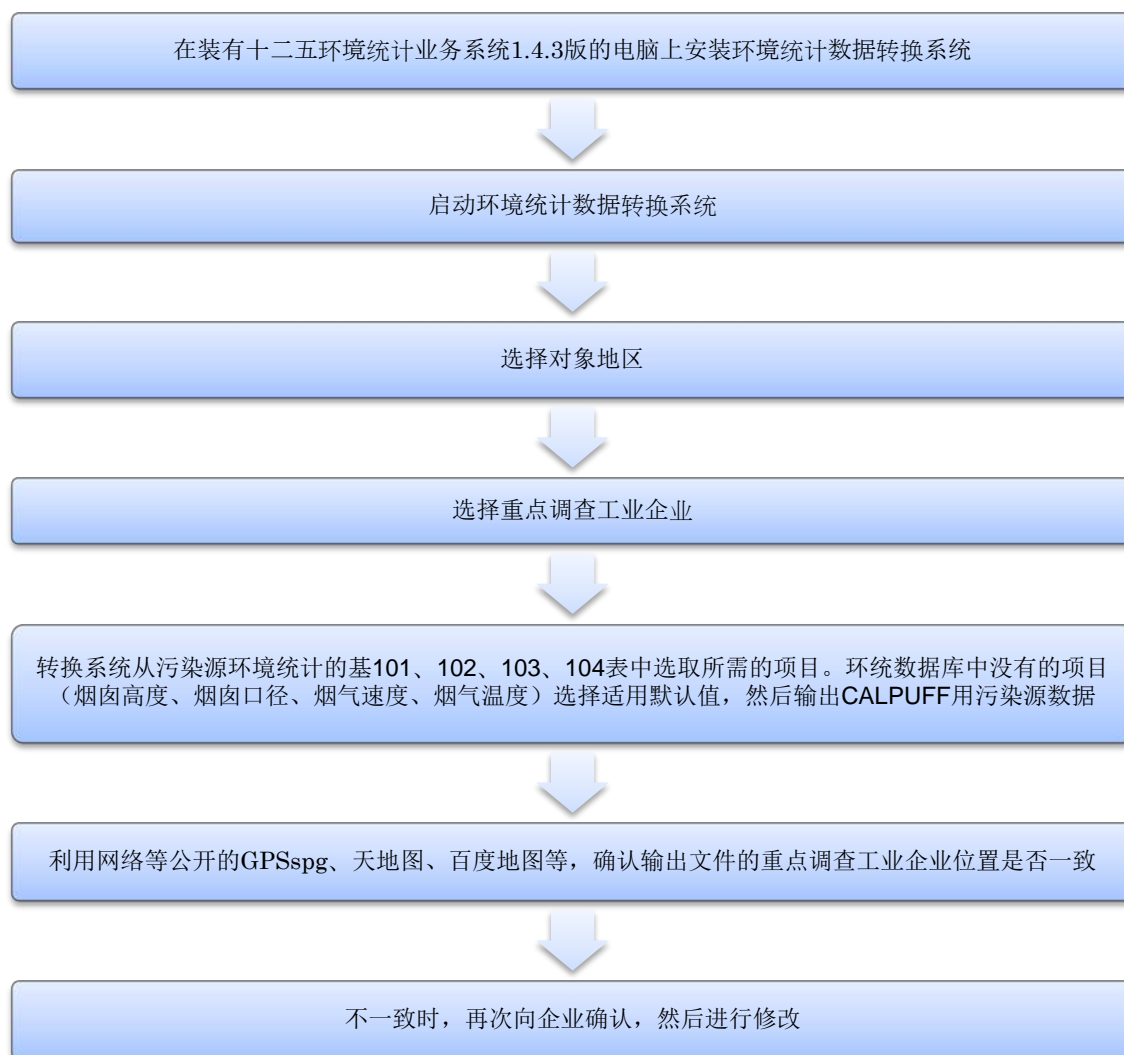 在装有十二五环境统计业务系统1.4.3版的电脑上安装环境统计数据转换系统
启动环境统计数据转换系统
选择对象地区
选择重点调查工业企业
转换系统从污染源环境统计的基101、102、103、104表中选取所需的项目。环统数据库中没有的项目
（烟囱高度、烟囱口径、烟气速度、烟气温度）选择适用默认值，然后输出CALPUFF用污染源数据
利用网络等公开的GPSspg、天地图、百度地图等，确认输出文件的重点调查工业企业位置是否一致
不一致时，再次向企业确认，然后进行修改